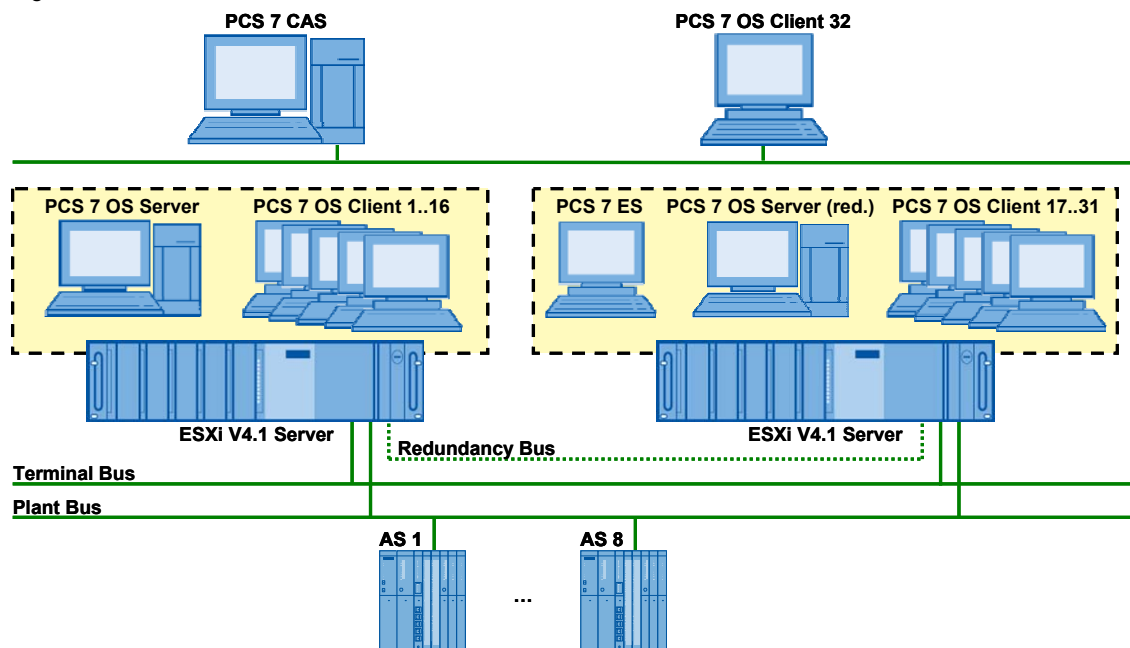 PCS 7 CAS
PCS 7 OS Client 32
PCS 7 OS Server
PCS 7 OS Client 1..16
PCS 7 ES
PCS 7 OS Server (red.)
PCS 7 OS Client 17..31
ESXi V4.1 Server
ESXi V4.1 Server
Redundancy Bus
Terminal Bus
Plant Bus
AS 1
AS 8
...